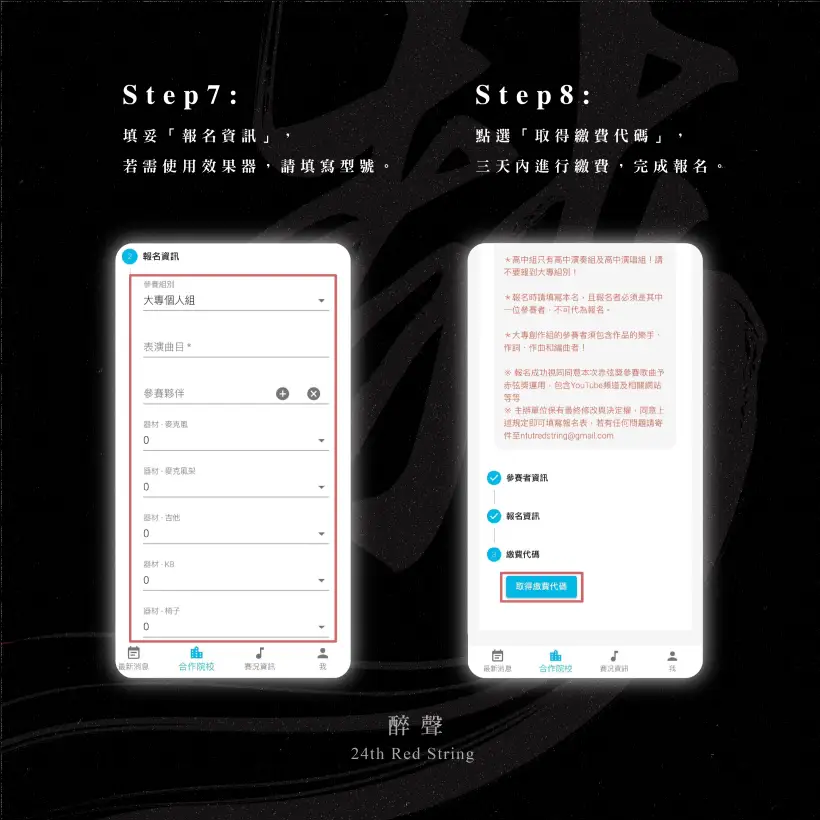 Step7:
填妥「報名資訊」，
若需使用效果器，請填寫型號。
Step8:
點選「取得繳費代碼」，
三天內進行繳費，完成報名。
2 報名資訊
參賽組別
大專個人組
表演曲目 *
參賽夥伴
器材 - 麥克風
0
器材 - 麥克風架
0
器材 - 吉他
0
器材 - KB
0
器材 - 椅子
0
最新消息 合作院校 賽況資訊 我
＊高中組只有高中演奏組及高中演唱組！請
不要報到大專組別！
＊報名時請填寫本名，且報名者必須是其中
一位參賽者，不可代為報名。
＊大專創作組的參賽者須包含作品的樂手、
作詞、作曲和編曲者！
※ 報名成功視同同意本次赤弦獎參賽歌曲予
赤弦獎運用，包含YouTube頻道及相關網站
等等
※ 主辦單位保有最終修改與決定權，同意上
述規定即可填寫報名表，若有任何問題請寄
件至ntutredstring@gmail.com
參賽者資訊
報名資訊
3 繳費代碼
取得繳費代碼
最新消息 合作院校 賽況資訊 我
醉聲
24th Red String